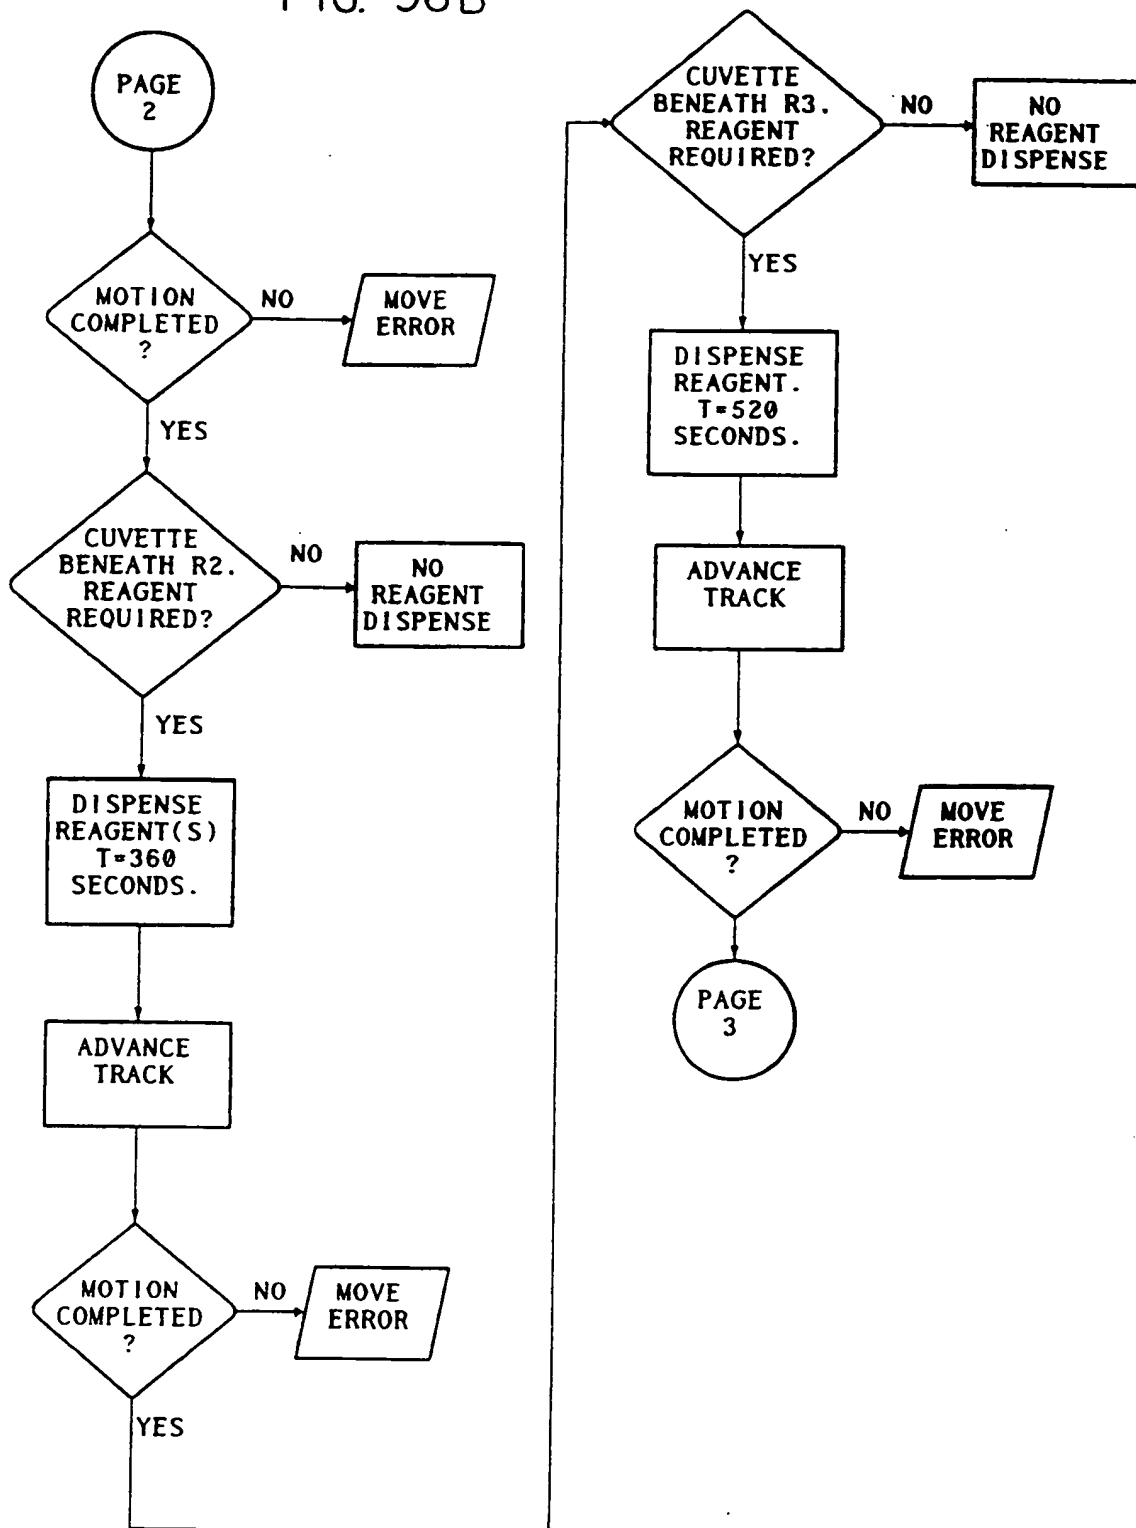 PAGE
2
MOTION
COMPLETED
?
NO
MOVE
ERROR
YES
CUVETTE
BENEATH R2.
REAGENT
REQUIRED?
NO
NO
REAGENT
DISPENSE
YES
DISPENSE
REAGENT(S)
T=360
SECONDS.
ADVANCE
TRACK
MOTION
COMPLETED
?
NO
MOVE
ERROR
YES
CUVETTE
BENEATH R3.
REAGENT
REQUIRED?
NO
NO
REAGENT
DISPENSE
YES
DISPENSE
REAGENT.
T=520
SECONDS.
ADVANCE
TRACK
MOTION
COMPLETED
?
NO
MOVE
ERROR
PAGE
3